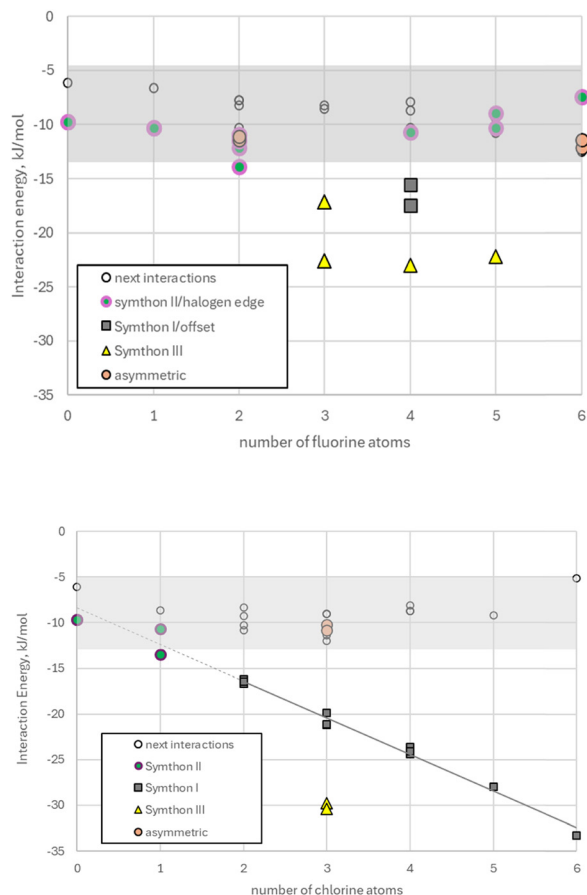 0
-5
-10
-15
-20
-25
-30
-35
Interaction energy, kJ/mol
next interactions
symthon II/halogen edge
Symthon I/offset
Symthon III
asymmetric
0 1 2 3 4 5 6
number of fluorine atoms
0
-5
-10
-15
-20
-25
-30
-35
Interaction Energy, kJ/mol
next interactions
Symthon II
Symthon I
Symthon III
asymmetric
0 1 2 3 4 5 6
number of chlorine atoms